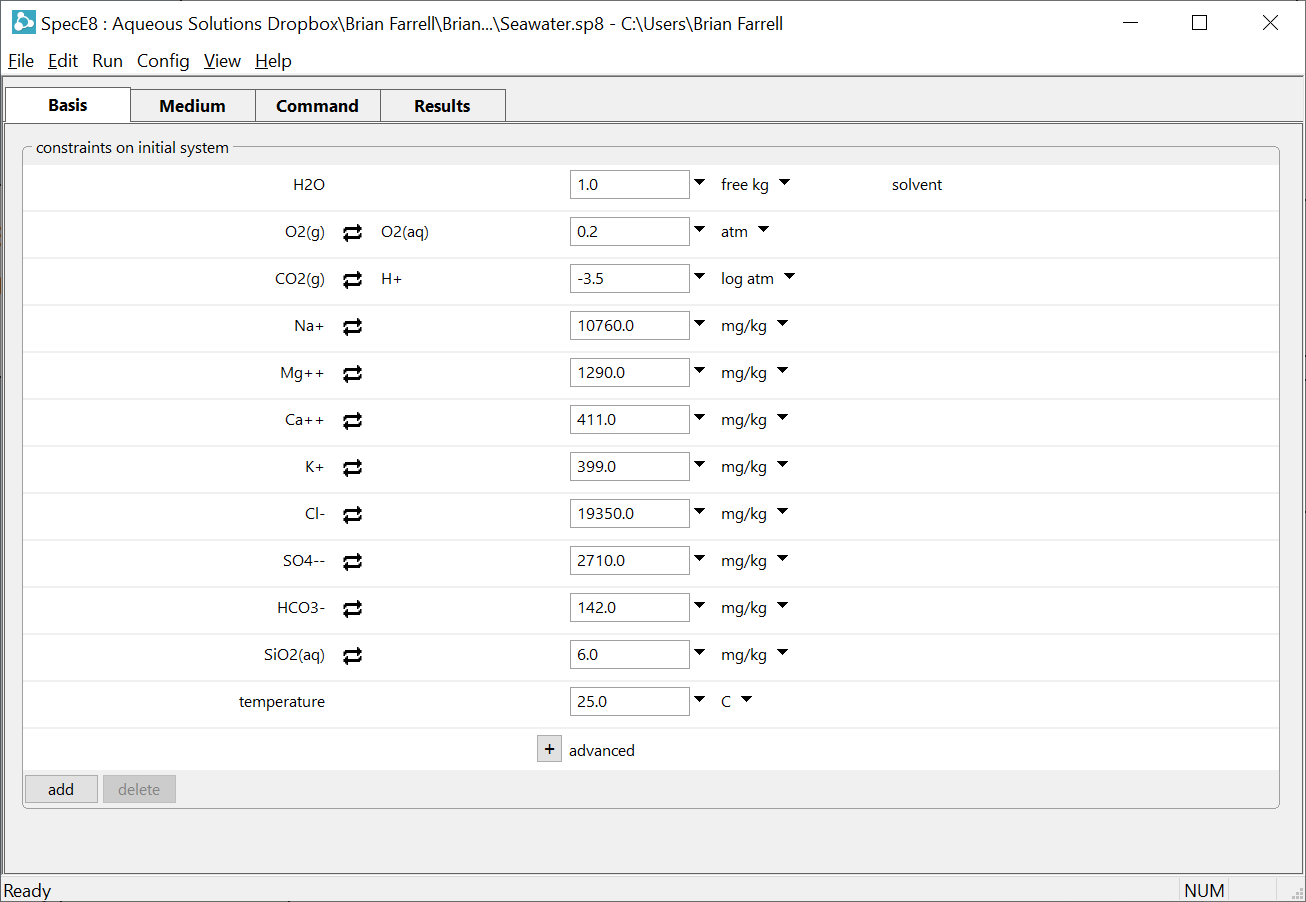 SpecE8 : Aqueous Solutions Dropbox\Brian Farrell\Brian...\Seawater.sp8 - C:\Users\Brian Farrell
File Edit Run Config View Help
Basis Medium Command Results
constraints on initial system
H2O 1.0 free kg solvent
O2(g) O2(aq) 0.2 atm
CO2(g) H+ -3.5 log atm
Na+ 10760.0 mg/kg
Mg++ 1290.0 mg/kg
Ca++ 411.0 mg/kg
K+ 399.0 mg/kg
Cl- 19350.0 mg/kg
SO4-- 2710.0 mg/kg
HCO3- 142.0 mg/kg
SiO2(aq) 6.0 mg/kg
temperature 25.0 C
+ advanced
add delete
Ready NUM